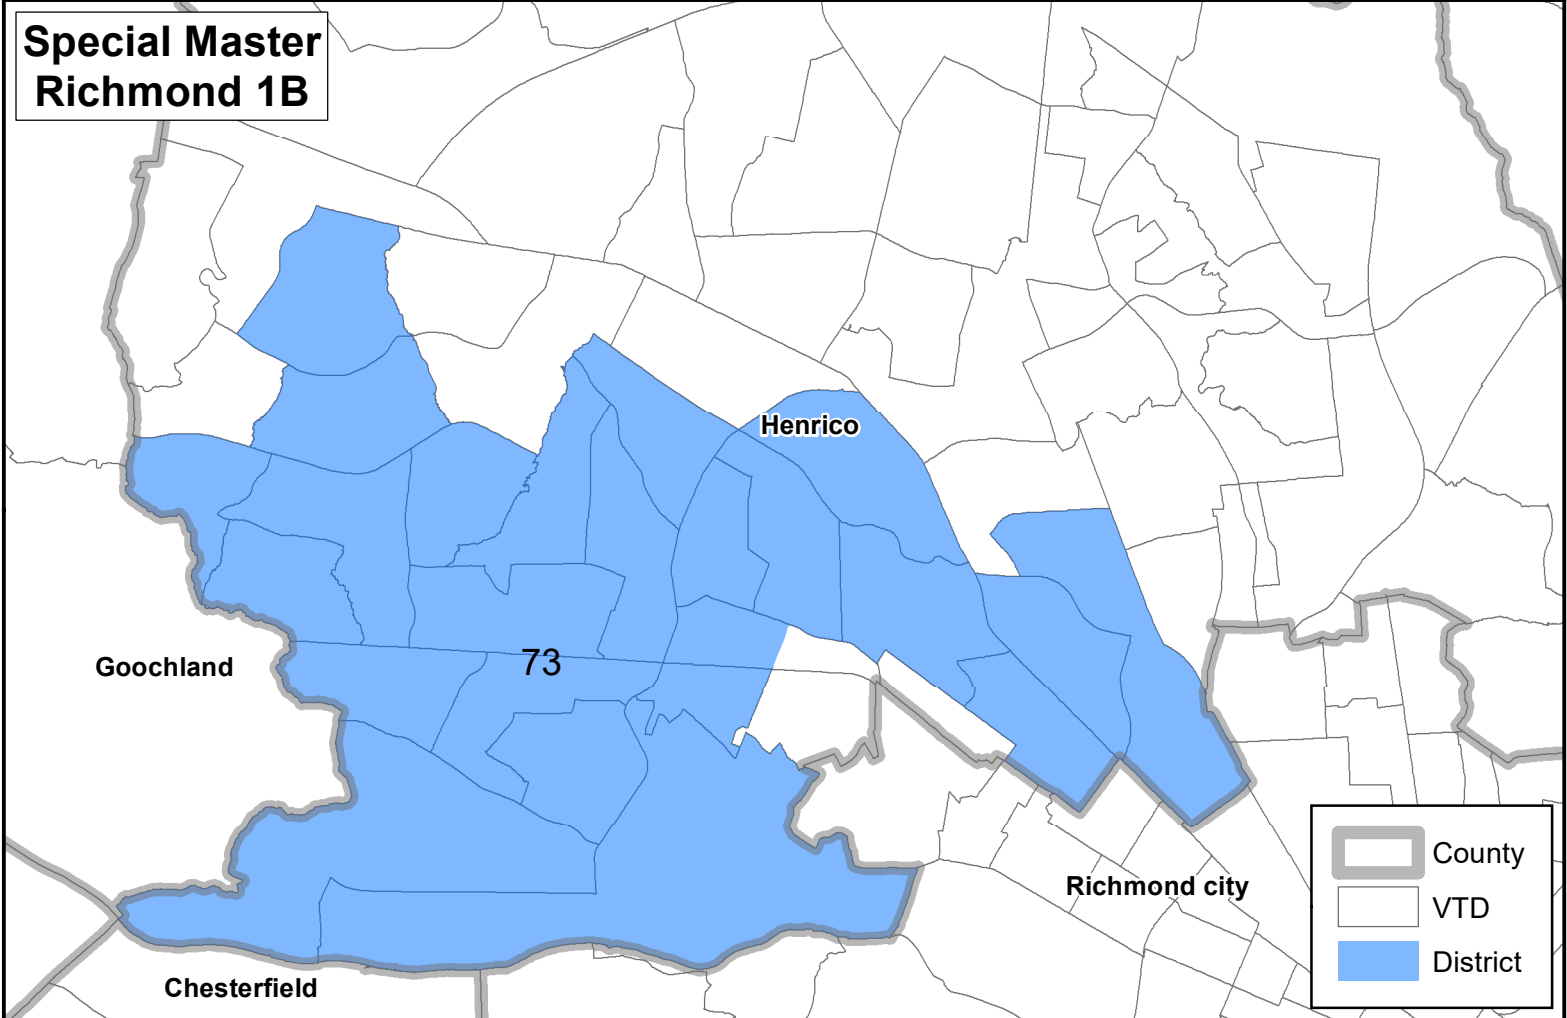 Special Master
Richmond 1B
Henrico
Goochland
73
Richmond city
Chesterfield
County
VTD
District